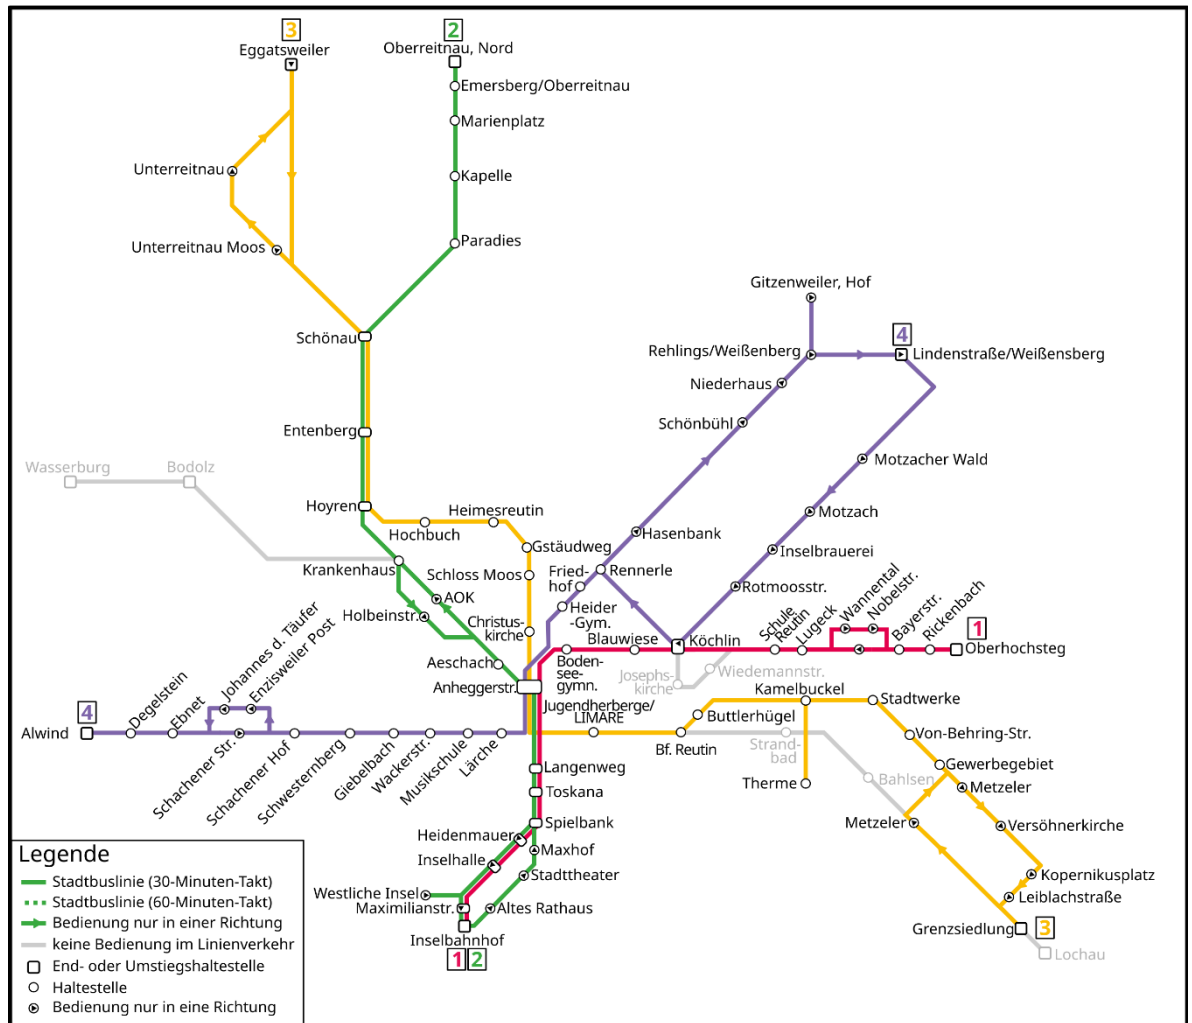 3
Eggatsweiler
2
Oberreitnau, Nord
Emersberg/Oberreitnau
Marienplatz
Unterreitnau
Kapelle
Unterreitnau Moos
Paradies
Gitzenweiler, Hof
Schönau
4
Rehlings/Weißenberg
Lindenstraße/Weißensberg
Niederhaus
Schönbühl
Entenberg
Wasserburg
Bodolz
Motzacher Wald
Hoyren
Heimesreutin
Hochbuch
Motzach
Hasenbank
Gstäudweg
Inselbrauerei
Krankenhaus
Schloss Moos
Fried-
hof
Rennerle
Rotmoosstr.
AOK
Holbeinstr.
Christus-
kirche
Heider
-Gym.
Blauwiese
Köchlin
Schule
Reutin
Lugeck
Wannental
Nobelstr.
Bayerstr.
Rickenbach
1
Oberhochsteg
Aeschach
Boden-
see-
gymn.
Josephs-
kirche
Wiedemannstr.
Anheggerstr.
Jugendherberge/
LIMARE
Kamelbuckel
Stadtwerke
Buttlerhügel
Bf. Reutin
Strand-
bad
Von-Behring-Str.
4
Alwind
Degelstein
Ebnet
Johannes d. Täufer
Enzisweiler Post
Schachener Str.
Schachener Hof
Schwesternberg
Giebelbach
Wackerstr.
Musikschule
Lärche
Langenweg
Toskana
Therme
Bahlsen
Gewerbegebiet
Metzeler
Metzeler
Versöhnerkirche
Spielbank
Heidenmauer
Maxhof
Inselhalle
Stadttheater
Westliche Insel
Maximilianstr.
Altes Rathaus
Inselbahnhof
1 2
Kopernikusplatz
Leiblachstraße
Grenzsiedlung
3
Lochau
Legende
Stadtbuslinie (30-Minuten-Takt)
Stadtbuslinie (60-Minuten-Takt)
Bedienung nur in einer Richtung
keine Bedienung im Linienverkehr
End- oder Umstiegshaltestelle
Haltestelle
Bedienung nur in eine Richtung